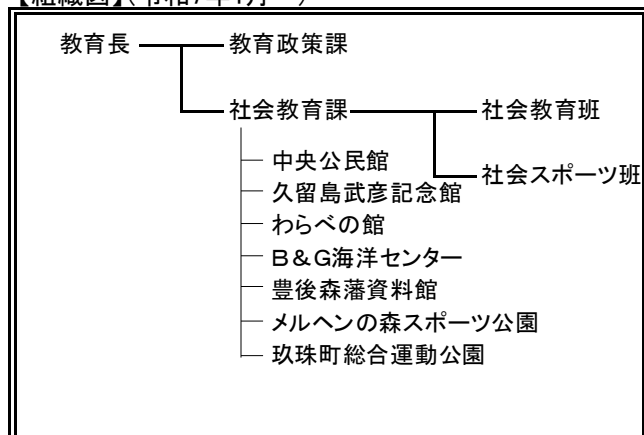 教育長 教育政策課
社会教育課 社会教育班
中央公民館
社会スポーツ班
久留島武彦記念館
わらべの館
B&G海洋センター
豊後森藩資料館
メルヘンの森スポーツ公園
玖珠町総合運動公園